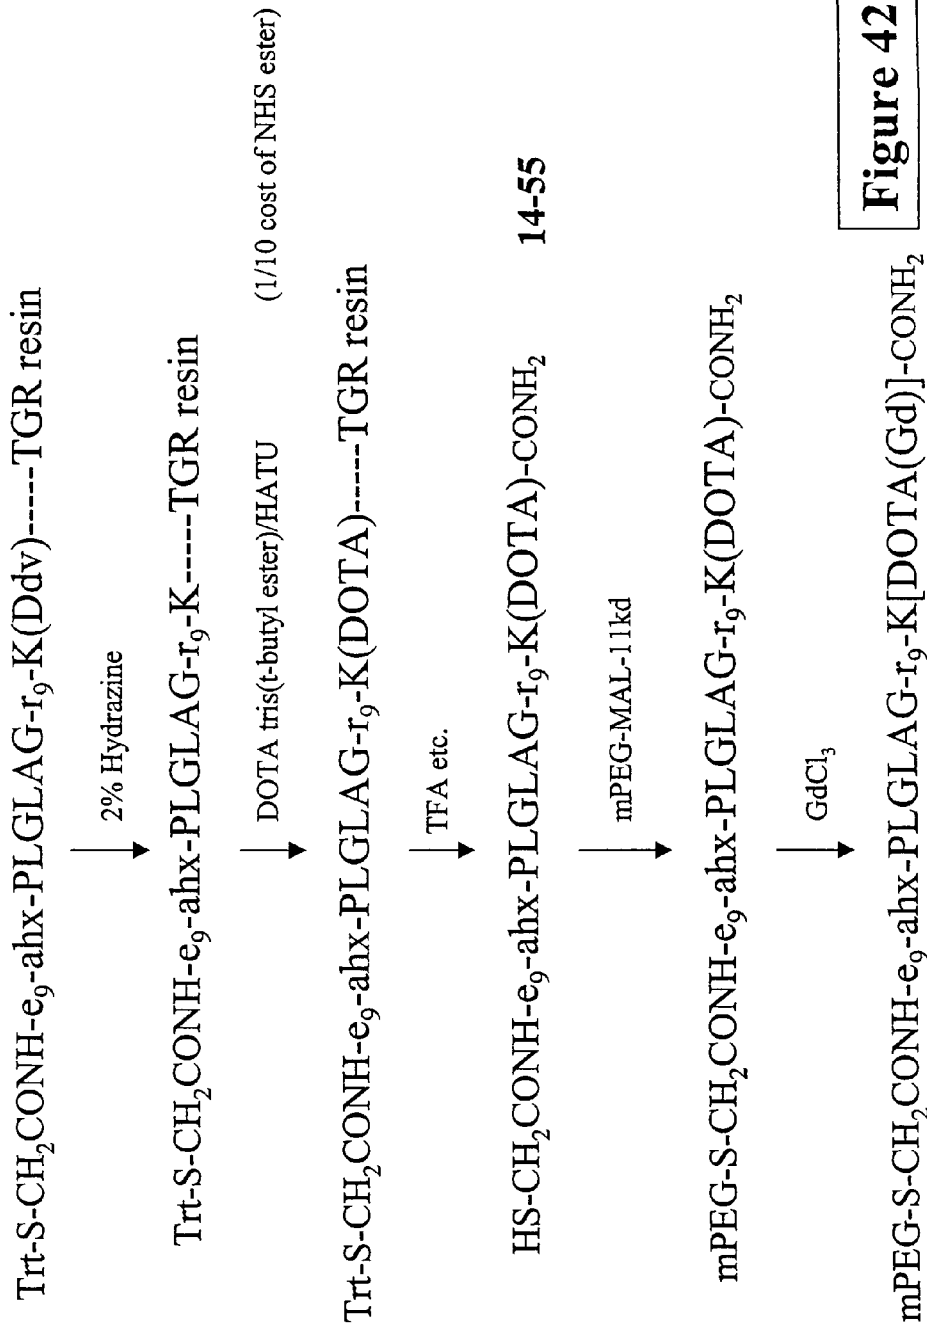 Trt-S-CH₂CONH-e₉-ahx-PLGLAG-r₉-K(Ddv)------TGR resin
2% Hydrazine
Trt-S-CH₂CONH-e₉-ahx-PLGLAG-r₉-K-----TGR resin
DOTA tris(t-butyl ester)/HATU (1/10 cost of NHS ester)
Trt-S-CH₂CONH-e₉-ahx-PLGLAG-r₉-K(DOTA)-----TGR resin
TFA etc.
HS-CH₂CONH-e₉-ahx-PLGLAG-r₉-K(DOTA)-CONH₂ 14-55
mPEG-MAL-11kd
mPEG-S-CH₂CONH-e₉-ahx-PLGLAG-r₉-K(DOTA)-CONH₂
GdCl₃
mPEG-S-CH₂CONH-e₉-ahx-PLGLAG-r₉-K[DOTA(Gd)]-CONH₂
Figure 42